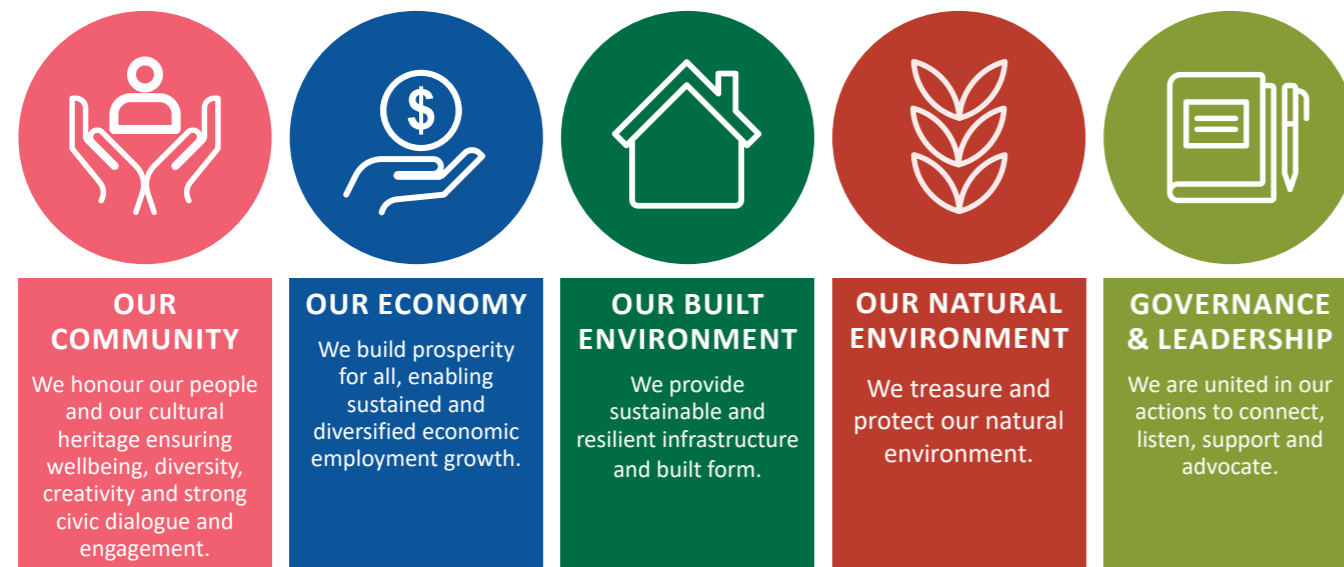 $
OUR
COMMUNITY
We honour our people
and our cultural
heritage ensuring
wellbeing, diversity,
creativity and strong
civic dialogue and
engagement.
OUR ECONOMY
We build prosperity
for all, enabling
sustained and
diversified economic
employment growth.
OUR BUILT
ENVIRONMENT
We provide
sustainable and
resilient infrastructure
and built form.
OUR NATURAL
ENVIRONMENT
We treasure and
protect our natural
environment.
GOVERNANCE
& LEADERSHIP
We are united in our
actions to connect,
listen, support and
advocate.